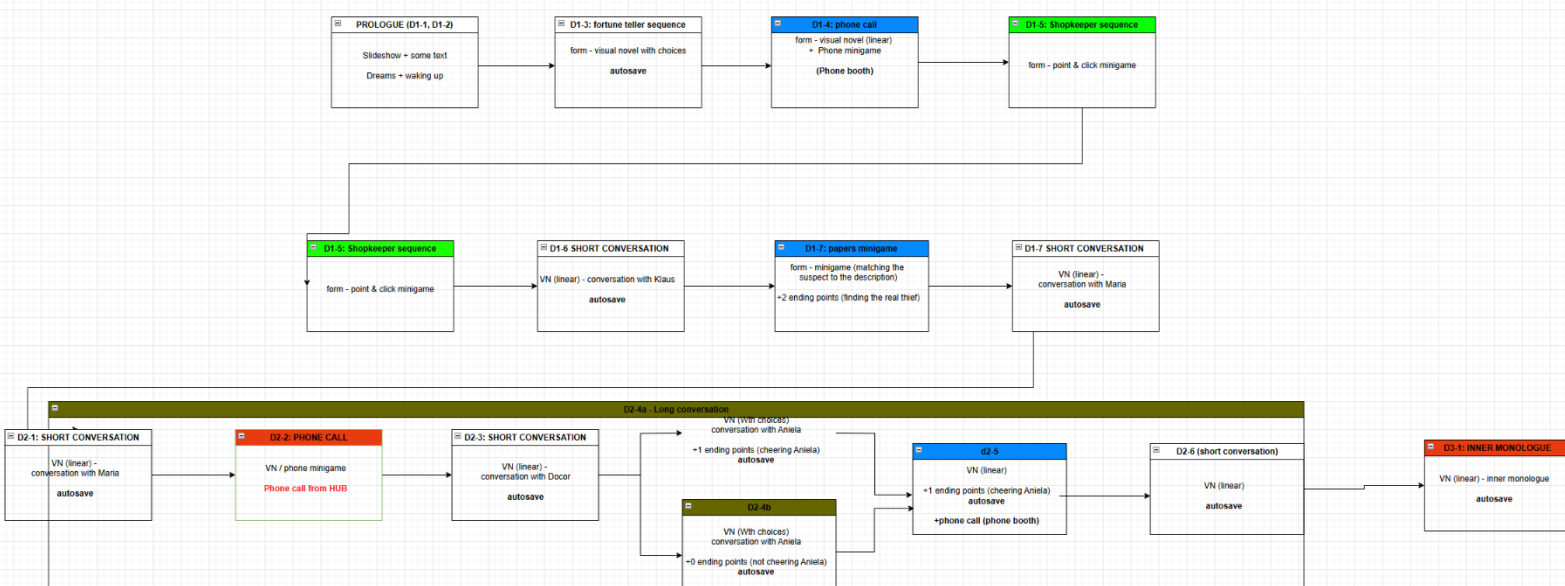 PROLOGUE (D1-1, D1-2)
Slideshow + some text
Dreams + waking up
D1-3: fortune teller sequence
form - visual novel with choices
autosave
D1-4: phone call
form - visual novel (linear)
+ Phone minigame
(Phone booth)
D1-5: Shopkeeper sequence
form - point & click minigame
D1-5: Shopkeeper sequence
form - point & click minigame
D1-6 SHORT CONVERSATION
VN (linear) - conversation with Klaus
autosave
D1-7: papers minigame
form - minigame (matching the
suspect to the description)
+2 ending points (finding the real thief)
D1-7 SHORT CONVERSATION
VN (linear) -
conversation with Maria
autosave
D2-4a - Long conversation
D2-1: SHORT CONVERSATION
VN (linear) -
conversation with Maria
autosave
D2-2: PHONE CALL
VN / phone minigame
Phone call from HUB
D2-3: SHORT CONVERSATION
VN (linear) -
conversation with Docor
autosave
VN (Wth choices)
conversation with Aniela
+1 ending points (cheering Aniela)
autosave
D2-4b
VN (Wth choices)
conversation with Aniela
+0 ending points (not cheering Aniela)
autosave
d2-5
VN (linear)
+1 ending points (cheering Aniela)
autosave
+phone call (phone booth)
D2-6 (short conversation)
VN (linear)
autosave
D3-1: INNER MONOLOGUE
VN (linear) - inner monologue
autosave